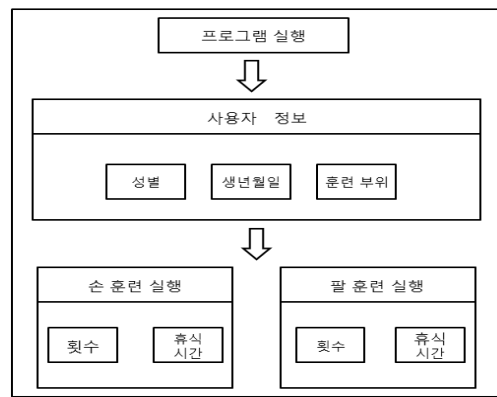 프로그램 실행
사용자 정보
성별
생년월일
훈련 부위
손 훈련 실행
횟수
휴식
시간
팔 훈련 실행
횟수
휴식
시간